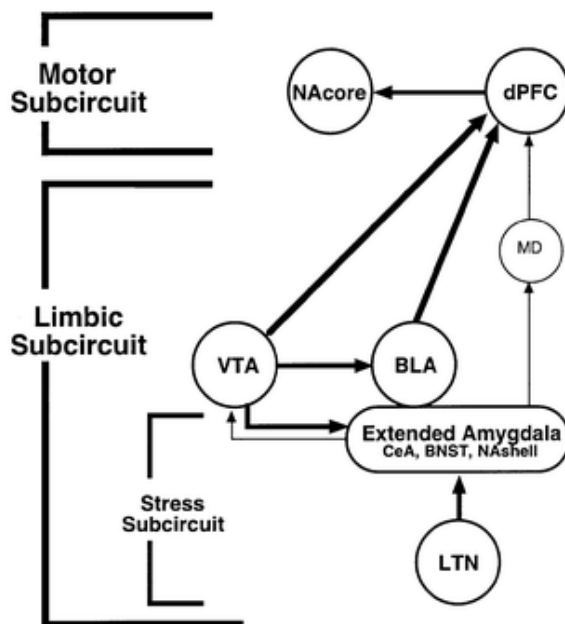 Motor
Subcircuit
NAcore
dPFC
MD
Limbic
Subcircuit
VTA
BLA
Extended Amygdala
CeA, BNST, NAshell
Stress
Subcircuit
LTN